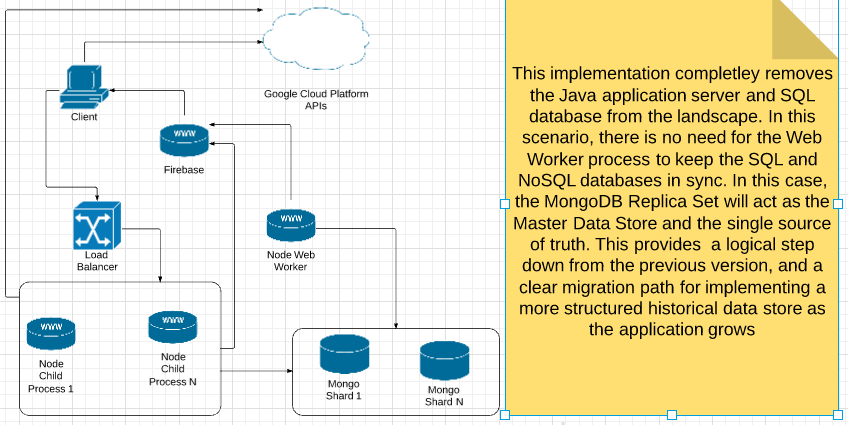 Google Cloud Platform
APIs
Client
www
Firebase
Load
Balancer
www
Node Web
Worker
www
Node
Child
Process 1
www
Node
Child
Process N
Mongo
Shard 1
Mongo
Shard N
This implementation completley removes
the Java application server and SQL
database from the landscape. In this
scenario, there is no need for the Web
Worker process to keep the SQL and
NoSQL databases in sync. In this case,
the MongoDB Replica Set will act as the
Master Data Store and the single source
of truth. This provides  a logical step
down from the previous version, and a
clear migration path for implementing a
more structured historical data store as
the application grows